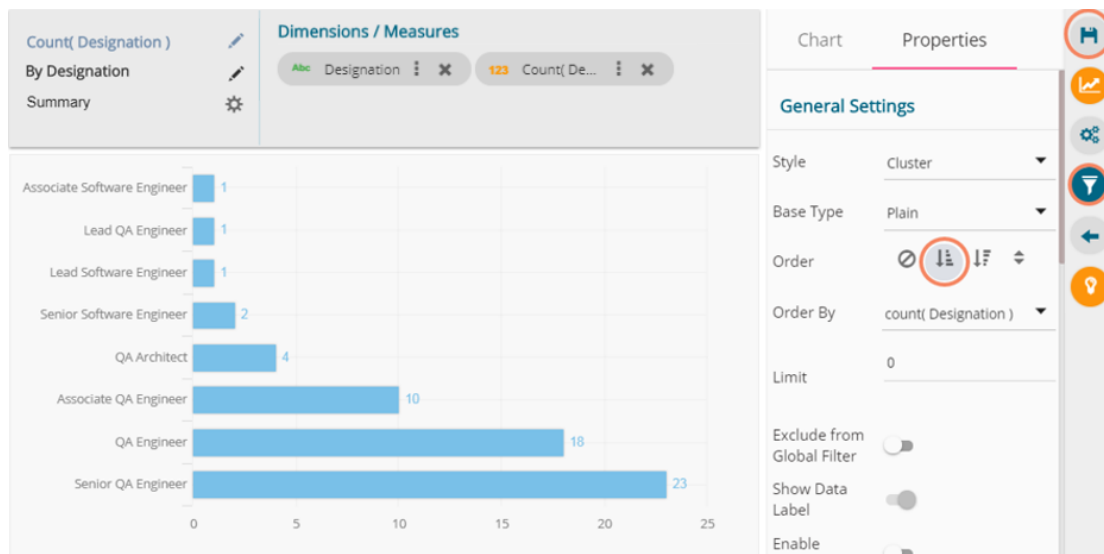 Count( Designation )
By Designation
Summary
Dimensions / Measures
Abc Designation
123 Count( De...
Associate Software Engineer 1
Lead QA Engineer 1
Lead Software Engineer 1
Senior Software Engineer 2
QA Architect 4
Associate QA Engineer 10
QA Engineer 18
Senior QA Engineer 23
0 5 10 15 20 25
Chart Properties
General Settings
Style Cluster
Base Type Plain
Order
Order By count( Designation )
Limit 0
Exclude from
Global Filter
Show Data
Label
Enable